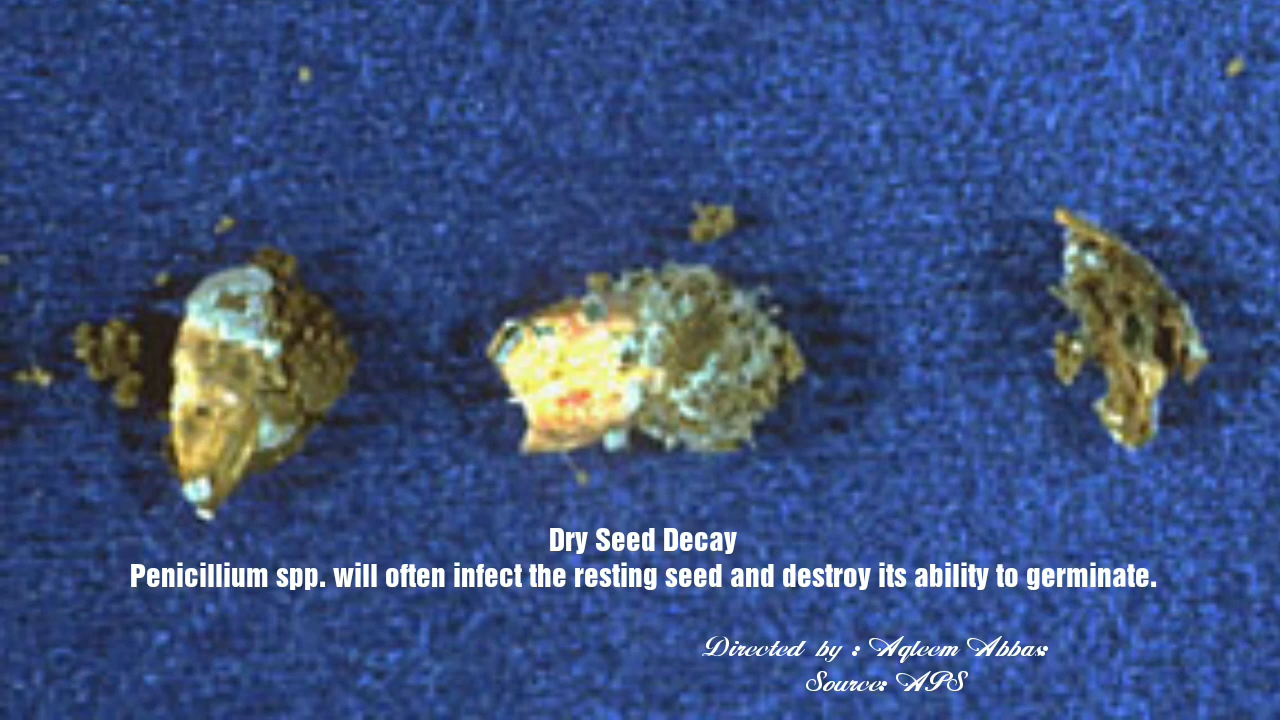 Dry Seed Decay
Penicillium spp. will often infect the resting seed and destroy its ability to germinate.
Directed by : Aqleem Abbas
Source: APS